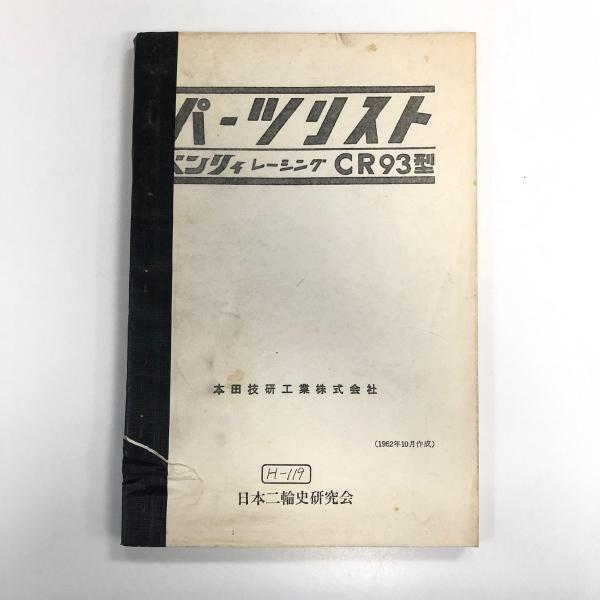 パーツリスト
ベンリイ レーシング CR93型
本田技研工業株式会社
(1962年10月作成)
H-119
日本二輪史研究会